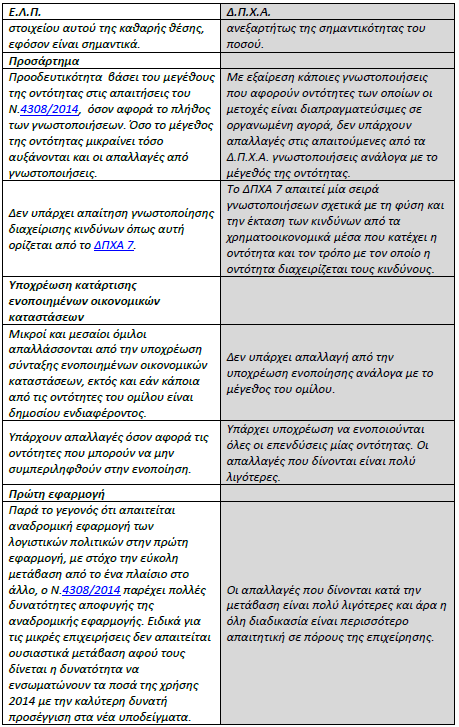 Ε.Λ.Π.
Δ.Π.Χ.Α.
στοιχείου αυτού της καθαρής θέσης,
εφόσον είναι σημαντικά.
ανεξαρτήτως της σημαντικότητας του
ποσού.
Προσάρτημα
Προοδευτικότητα βάσει του μεγέθους
της οντότητας στις απαιτήσεις του
Ν.4308/2014, όσον αφορά το πλήθος
των γνωστοποιήσεων. Όσο το μέγεθος
της οντότητας μικραίνει τόσο
αυξάνονται και οι απαλλαγές από
γνωστοποιήσεις.
Με εξαίρεση κάποιες γνωστοποιήσεις
που αφορούν οντότητες των οποίων οι
μετοχές είναι διαπραγματεύσιμες σε
οργανωμένη αγορά, δεν υπάρχουν
απαλλαγές στις απαιτούμενες από τα
Δ.Π.Χ.Α. γνωστοποιήσεις ανάλογα με το
μέγεθος της οντότητας.
Δεν υπάρχει απαίτηση γνωστοποίησης
διαχείρισης κινδύνων όπως αυτή
ορίζεται από το ΔΠΧΑ 7.
Το ΔΠΧΑ 7 απαιτεί μία σειρά
γνωστοποιήσεων σχετικά με τη φύση και
την έκταση των κινδύνων από τα
χρηματοοικονομικά μέσα που κατέχει η
οντότητα και τον τρόπο με τον οποίο η
οντότητα διαχειρίζεται τους κινδύνους.
Υποχρέωση κατάρτισης
ενοποιημένων οικονομικών
καταστάσεων
Μικροί και μεσαίοι όμιλοι
απαλλάσσονται από την υποχρέωση
σύνταξης ενοποιημένων οικονομικών
καταστάσεων, εκτός και εάν κάποια
από τις οντότητες του ομίλου είναι
δημοσίου ενδιαφέροντος.
Δεν υπάρχει απαλλαγή από την
υποχρέωση ενοποίησης ανάλογα με το
μέγεθος του ομίλου.
Υπάρχουν απαλλαγές όσον αφορά τις
οντότητες που μπορούν να μην
συμπεριληφθούν στην ενοποίηση.
Υπάρχει υποχρέωση να ενοποιούνται
όλες οι επενδύσεις μίας οντότητας. Οι
απαλλαγές που δίνονται είναι πολύ
λιγότερες.
Πρώτη εφαρμογή
Παρά το γεγονός ότι απαιτείται
αναδρομική εφαρμογή των
λογιστικών πολιτικών στην πρώτη
εφαρμογή, με στόχο την εύκολη
μετάβαση από το ένα πλαίσιο στο
άλλο, ο Ν.4308/2014 παρέχει πολλές
δυνατότητες αποφυγής της
αναδρομικής εφαρμογής. Ειδικά για
τις μικρές επιχειρήσεις δεν απαιτείται
ουσιαστικά μετάβαση αφού τους
δίνεται η δυνατότητα να
ενσωματώνουν τα ποσά της χρήσης
2014 με την καλύτερη δυνατή
προσέγγιση στα νέα υποδείγματα.
Οι απαλλαγές που δίνονται κατά την
μετάβαση είναι πολύ λιγότερες και άρα η
όλη διαδικασία είναι περισσότερο
απαιτητική σε πόρους της επιχείρησης.